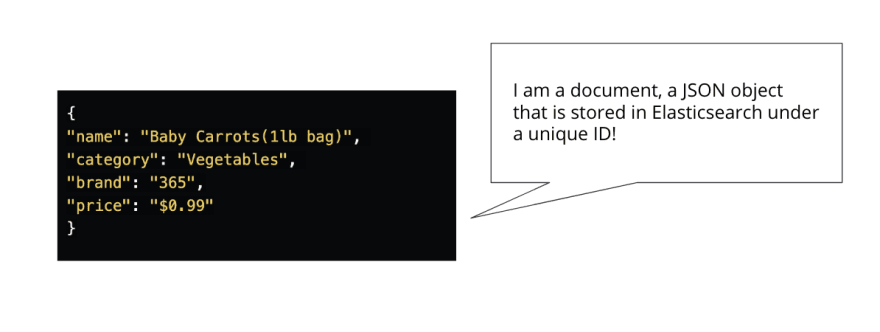 {
"name": "Baby Carrots(1lb bag)",
"category": "Vegetables",
"brand": "365",
"price": "$0.99"
}
I am a document, a JSON object
that is stored in Elasticsearch under
a unique ID!